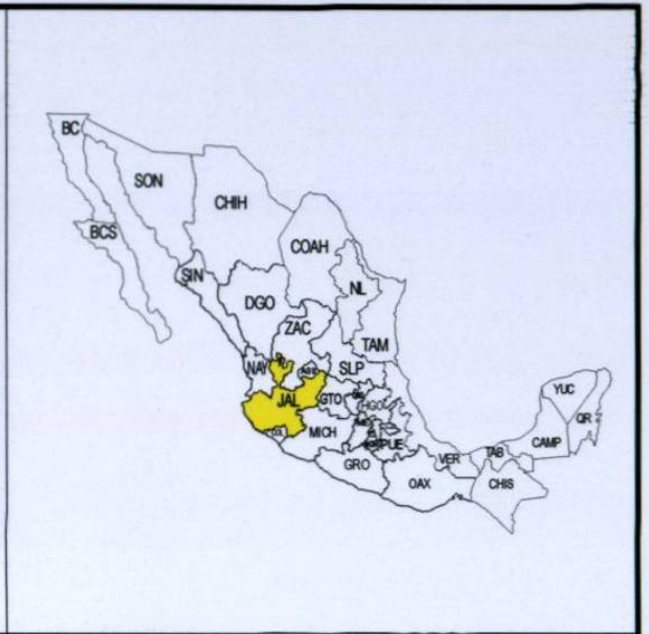 BC
SON
CHIH
BCS
COAH
SIN
NL
DGO
ZAC
TAM
NAY
SLP
JAL
GTO
HGO
YUC
QR
MICH
PUE
CAMP
VER
TAB
GRO
OAX
CHIS